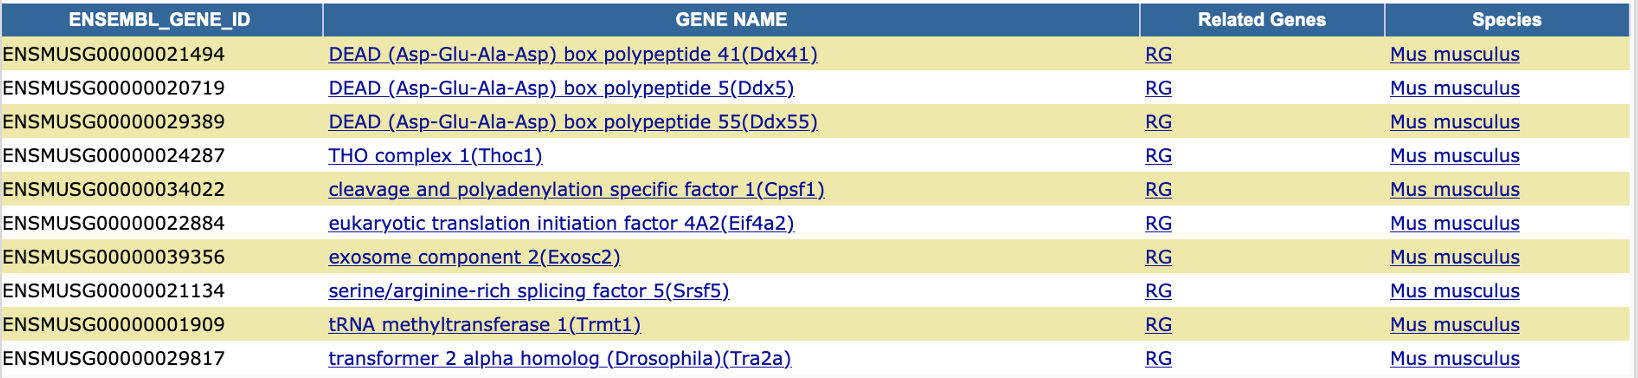 ENSEMBL_GENE_ID GENE NAME Related Genes Species
ENSMUSG00000021494 DEAD (Asp-Glu-Ala-Asp) box polypeptide 41(Ddx41) RG Mus musculus
ENSMUSG00000020719 DEAD (Asp-Glu-Ala-Asp) box polypeptide 5(Ddx5) RG Mus musculus
ENSMUSG00000029389 DEAD (Asp-Glu-Ala-Asp) box polypeptide 55(Ddx55) RG Mus musculus
ENSMUSG00000024287 THO complex 1(Thoc1) RG Mus musculus
ENSMUSG00000034022 cleavage and polyadenylation specific factor 1(Cpsf1) RG Mus musculus
ENSMUSG00000022884 eukaryotic translation initiation factor 4A2(Eif4a2) RG Mus musculus
ENSMUSG00000039356 exosome component 2(Exosc2) RG Mus musculus
ENSMUSG00000021134 serine/arginine-rich splicing factor 5(Srsf5) RG Mus musculus
ENSMUSG00000001909 tRNA methyltransferase 1(Trmt1) RG Mus musculus
ENSMUSG00000029817 transformer 2 alpha homolog (Drosophila)(Tra2a) RG Mus musculus